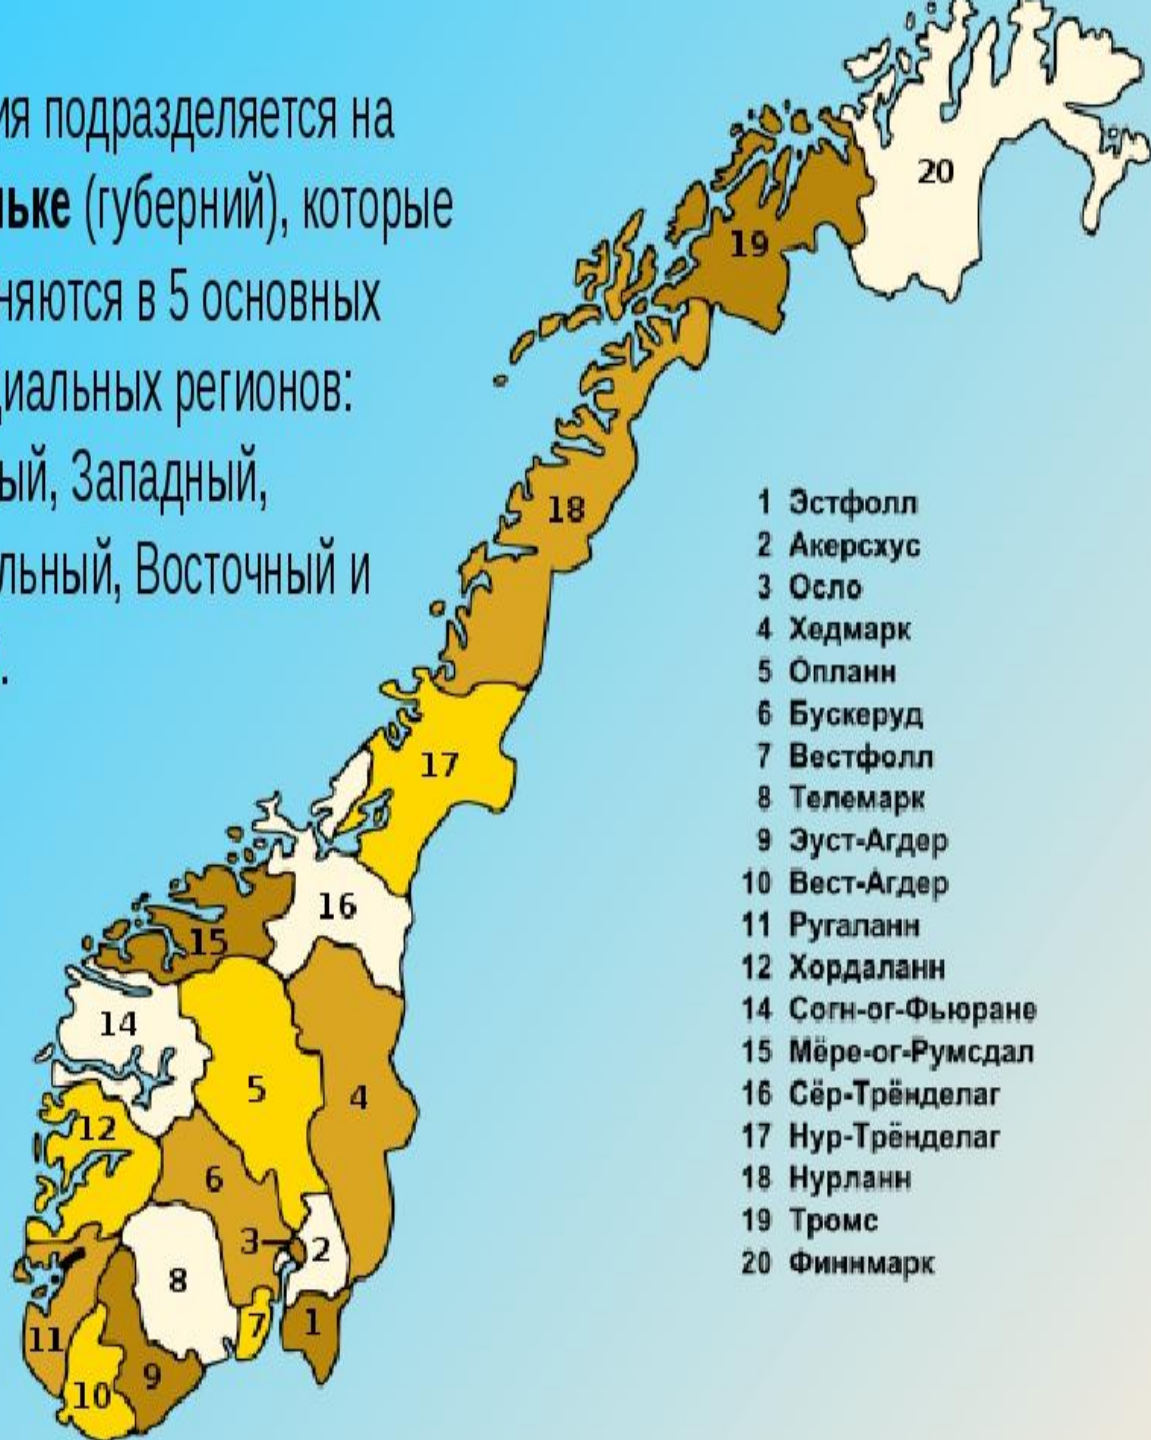 ия подразделяется на
ьке (губерний), которые
няются в 5 основных
циальных регионов:
ый, Западный,
льный, Восточный и
.
20
19
18
17
16
15
14
5
4
12
6
3
2
8
7
1
11
9
10
1 Эстфолл
2 Акерсхус
3 Осло
4 Хедмарк
5 Опланн
6 Бускеруд
7 Вестфолл
8 Телемарк
9 Эуст-Агдер
10 Вест-Агдер
11 Ругаланн
12 Хордаланн
14 Согн-ог-Фьюране
15 Мёре-ог-Румсдал
16 Сёр-Трёнделаг
17 Нур-Трёнделаг
18 Нурланн
19 Тромс
20 Финнмарк